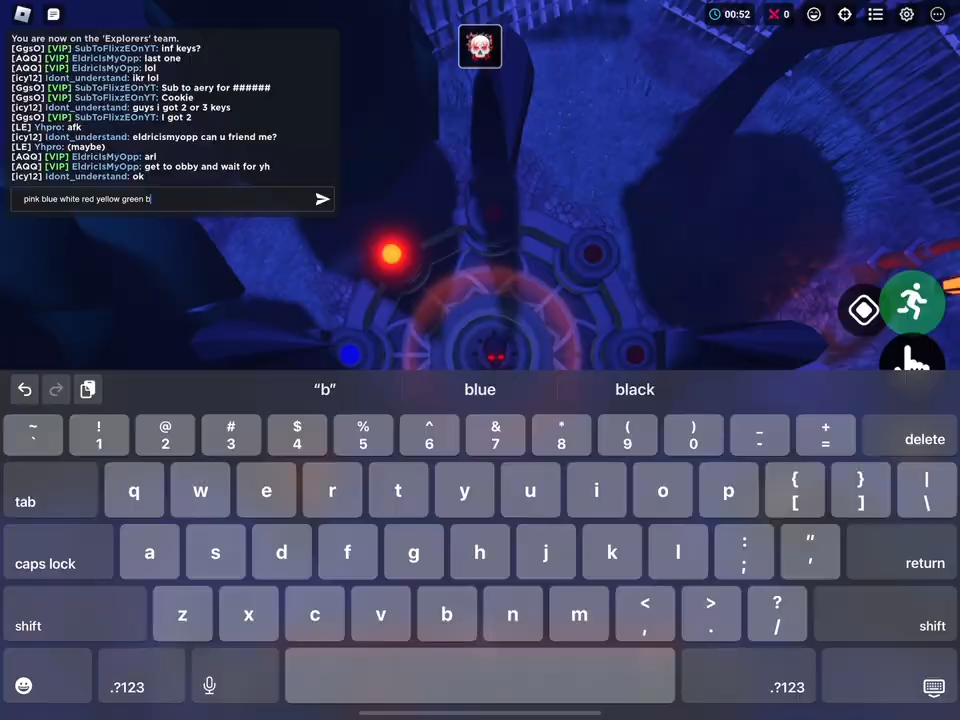 00:52
0
You are now on the 'Explorers' team.
[GgsO] [VIP] SubToFlixzEOnYT: inf keys?
[AQQ] [VIP] EldricIsMyOpp: last one
[AQQ] [VIP] EldricIsMyOpp: lol
[icy12] Idont_understand: ikr lol
[GgsO] [VIP] SubToFlixzEOnYT: Sub to aery for ######
[GgsO] [VIP] SubToFlixzEOnYT: Cookie
[icy12] Idont_understand: guys i got 2 or 3 keys
[GgsO] [VIP] SubToFlixzEOnYT: I got 2
[LE] Yhpro: afk
[icy12] Idont_understand: eldricismyopp can u friend me?
[LE] Yhpro: (maybe)
[AQQ] [VIP] EldricIsMyOpp: arl
[AQQ] [VIP] EldricIsMyOpp: get to obby and wait for yh
[icy12] Idont_understand: ok
pink blue white red yellow green b
“b” blue black
~ ! @ # $ % ^ & * ( ) _ +
` 1 2 3 4 5 6 7 8 9 0 - = delete
tab q w e r t y u i o p { [ } ] | \
caps lock a s d f g h j k l : ; " ' return
shift z x c v b n m < , > . ? / shift
.?123 .?123